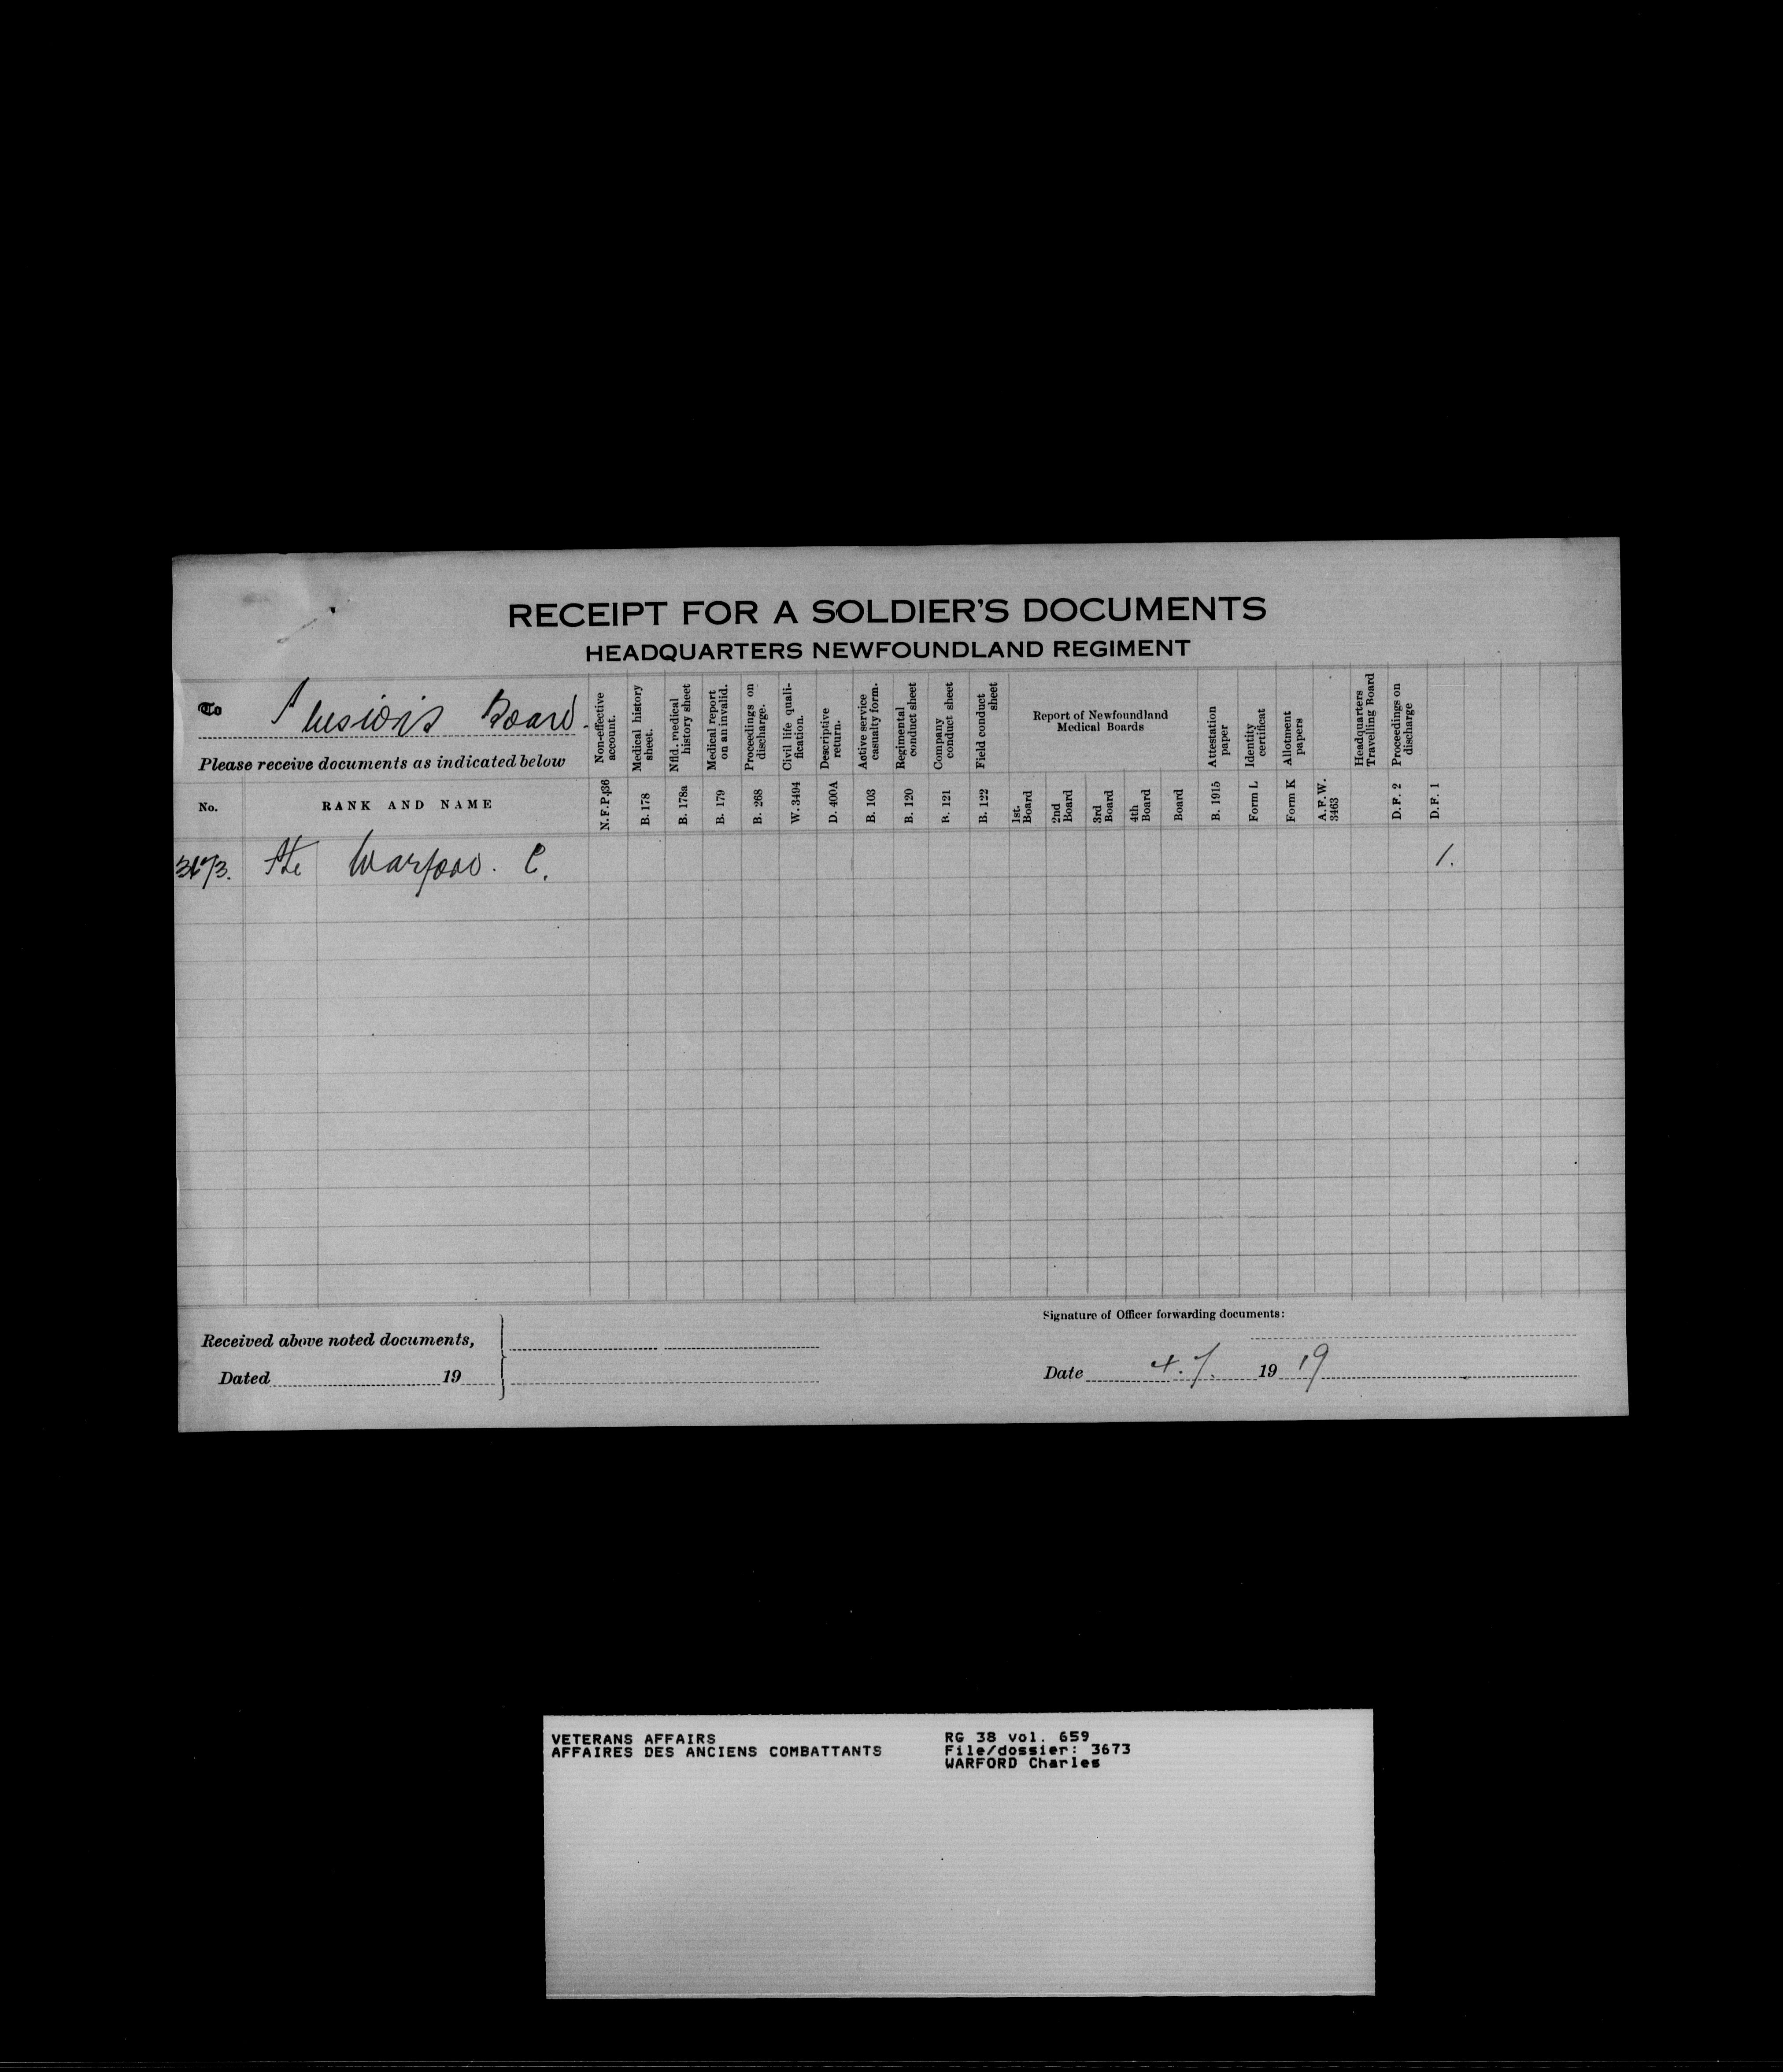 RECEIPT FOR A SOLDIER'S DOCUMENTS
HEADQUARTERS NEWFOUNDLAND REGIMENT
To Pensions Board.
Please receive documents as indicated below
No. RANK AND NAME
Non-effective account. N.F.P.
Medical history sheet. B. 178
Nfld. medical history sheet B. 178a
Medical report on an invalid. B. 179
Proceedings on discharge. B. 268
Civil life qualification. W. 3494
Descriptive return. D. 400A
Active service casualty form. B. 103
Regimental conduct sheet B. 120
Company conduct sheet B. 121
Field conduct sheet B. 122
Report of Newfoundland Medical Boards
1st. Board
2nd Board
3rd Board
4th Board
Board
Attestation paper B. 1915
Identity certificat Form L
Allotment papers Form K
A.F.W. 3463
Headquarters Travelling Board
Proceedings on discharge D.F. 2
D.F. 1
3673. Pte Warford. C. 1.
Signature of Officer forwarding documents:
Received above noted documents,
Dated 19
Date 4.7. 19 19
VETERANS AFFAIRS
AFFAIRES DES ANCIENS COMBATTANTS
RG 38 vol. 659
File/dossier: 3673
WARFORD Charles